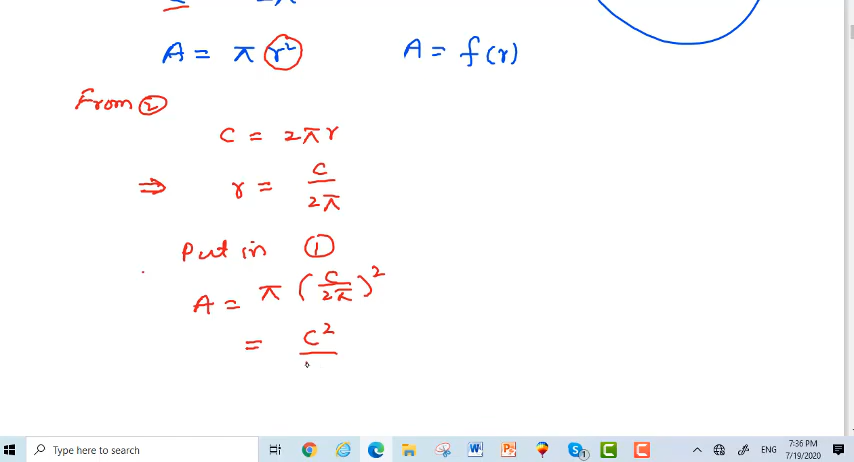 A = π r² A = f(r)
From ②
C = 2πr
⇒ r = C/2π
Put in ①
A = π (C/2π)²
= C²
Type here to search
ENG
7:36 PM
7/19/2020